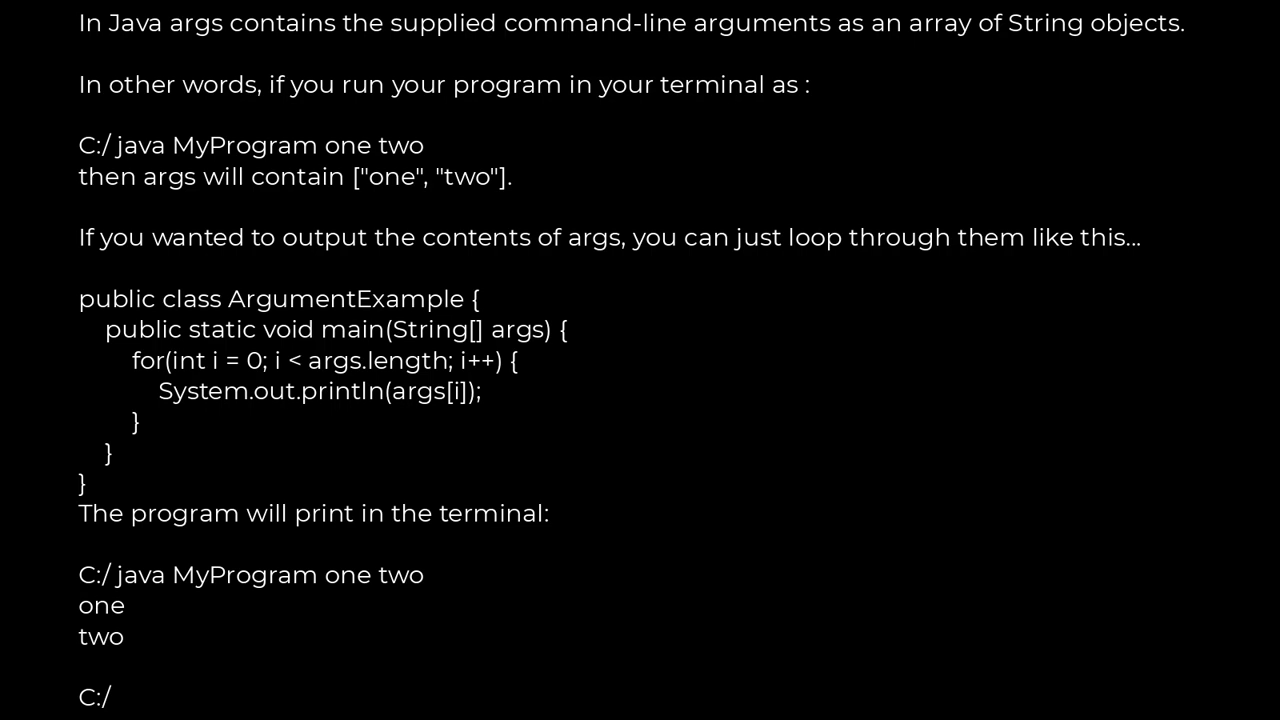 In Java args contains the supplied command-line arguments as an array of String objects.
In other words, if you run your program in your terminal as :
C:/ java MyProgram one two
then args will contain ["one", "two"].
If you wanted to output the contents of args, you can just loop through them like this...
public class ArgumentExample {
    public static void main(String[] args) {
        for(int i = 0; i < args.length; i++) {
            System.out.println(args[i]);
        }
    }
}
The program will print in the terminal:
C:/ java MyProgram one two
one
two
C:/